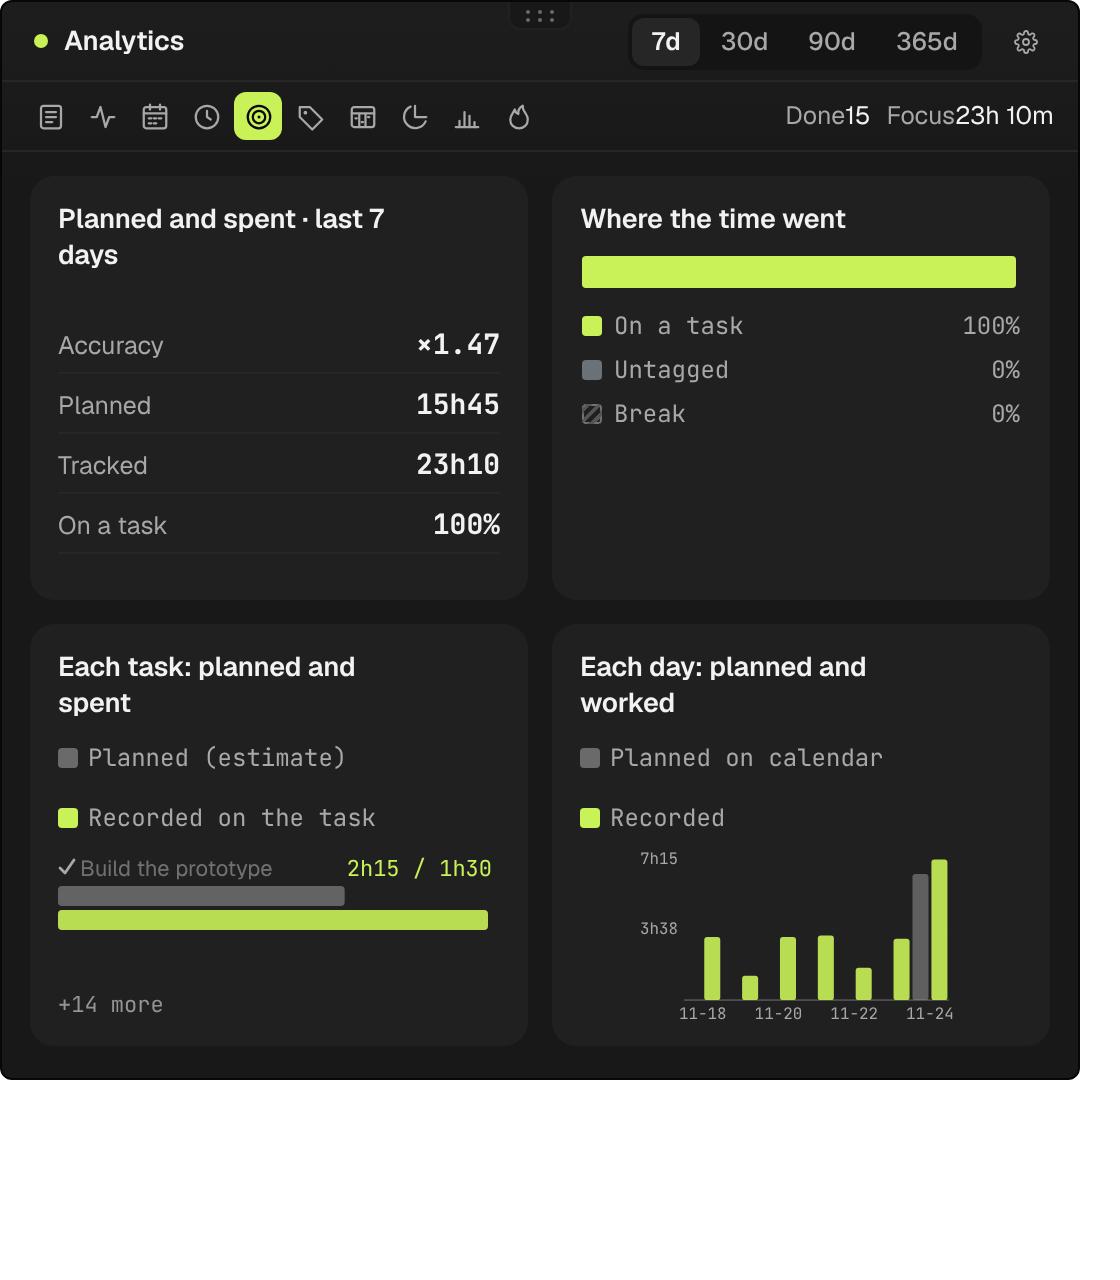 Analytics
7d 30d 90d 365d
Done15 Focus23h 10m
Planned and spent · last 7
days
Accuracy ×1.47
Planned 15h45
Tracked 23h10
On a task 100%
Where the time went
On a task 100%
Untagged 0%
Break 0%
Each task: planned and
spent
Planned (estimate)
Recorded on the task
Build the prototype 2h15 / 1h30
+14 more
Each day: planned and
worked
Planned on calendar
Recorded
7h15
3h38
11-18 11-20 11-22 11-24